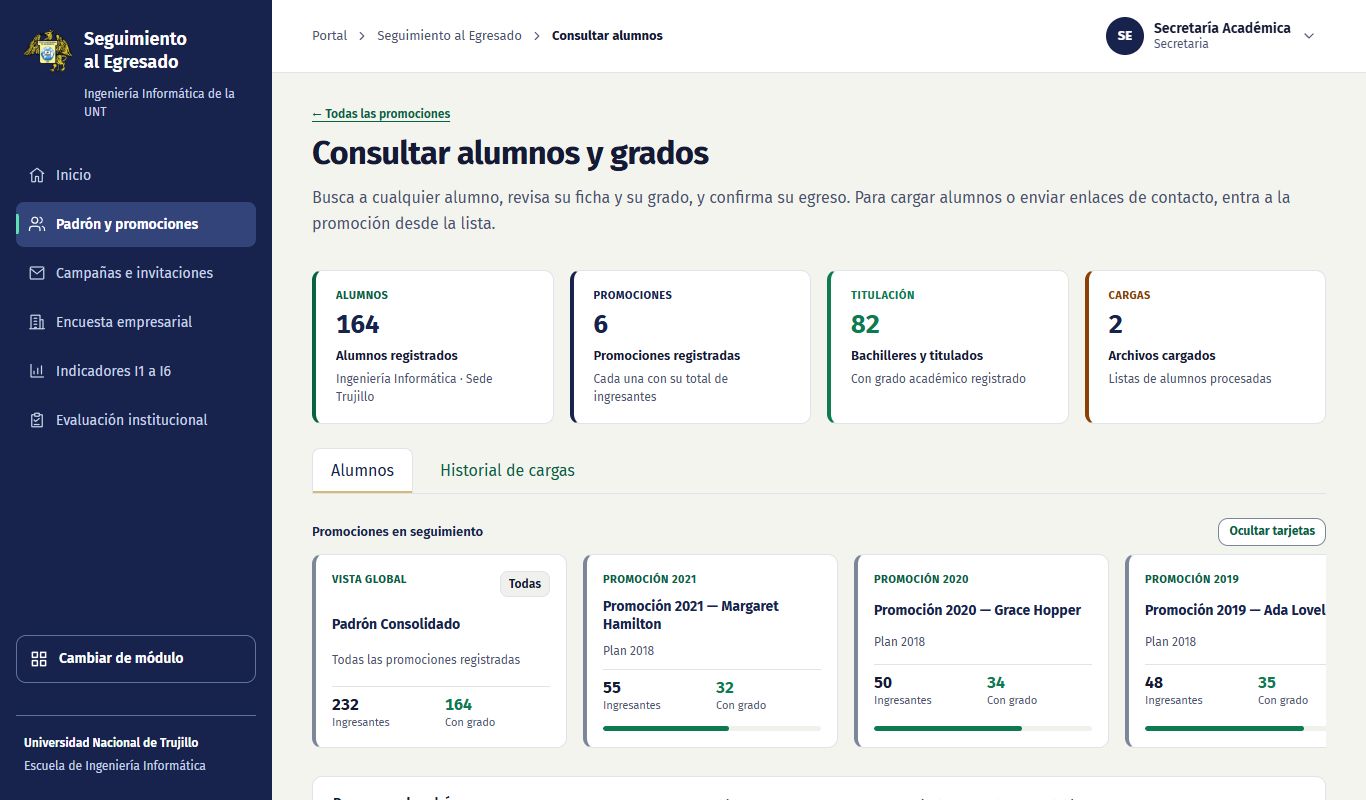 Seguimiento
al Egresado
Ingeniería Informática de la
UNT
Inicio
Padrón y promociones
Campañas e invitaciones
Encuesta empresarial
Indicadores I1 a I6
Evaluación institucional
Cambiar de módulo
Universidad Nacional de Trujillo
Escuela de Ingeniería Informática
Portal > Seguimiento al Egresado > Consultar alumnos
SE
Secretaría Académica
Secretaria
← Todas las promociones
Consultar alumnos y grados
Busca a cualquier alumno, revisa su ficha y su grado, y confirma su egreso. Para cargar alumnos o enviar enlaces de contacto, entra a la
promoción desde la lista.
ALUMNOS
164
Alumnos registrados
Ingeniería Informática · Sede
Trujillo
PROMOCIONES
6
Promociones registradas
Cada una con su total de
ingresantes
TITULACIÓN
82
Bachilleres y titulados
Con grado académico registrado
CARGAS
2
Archivos cargados
Listas de alumnos procesadas
Alumnos
Historial de cargas
Promociones en seguimiento
Ocultar tarjetas
VISTA GLOBAL
Todas
Padrón Consolidado
Todas las promociones registradas
232
Ingresantes
164
Con grado
PROMOCIÓN 2021
Promoción 2021 — Margaret
Hamilton
Plan 2018
55
Ingresantes
32
Con grado
PROMOCIÓN 2020
Promoción 2020 — Grace Hopper
Plan 2018
50
Ingresantes
34
Con grado
PROMOCIÓN 2019
Promoción 2019 — Ada Lovel
Plan 2018
48
Ingresantes
35
Con grado